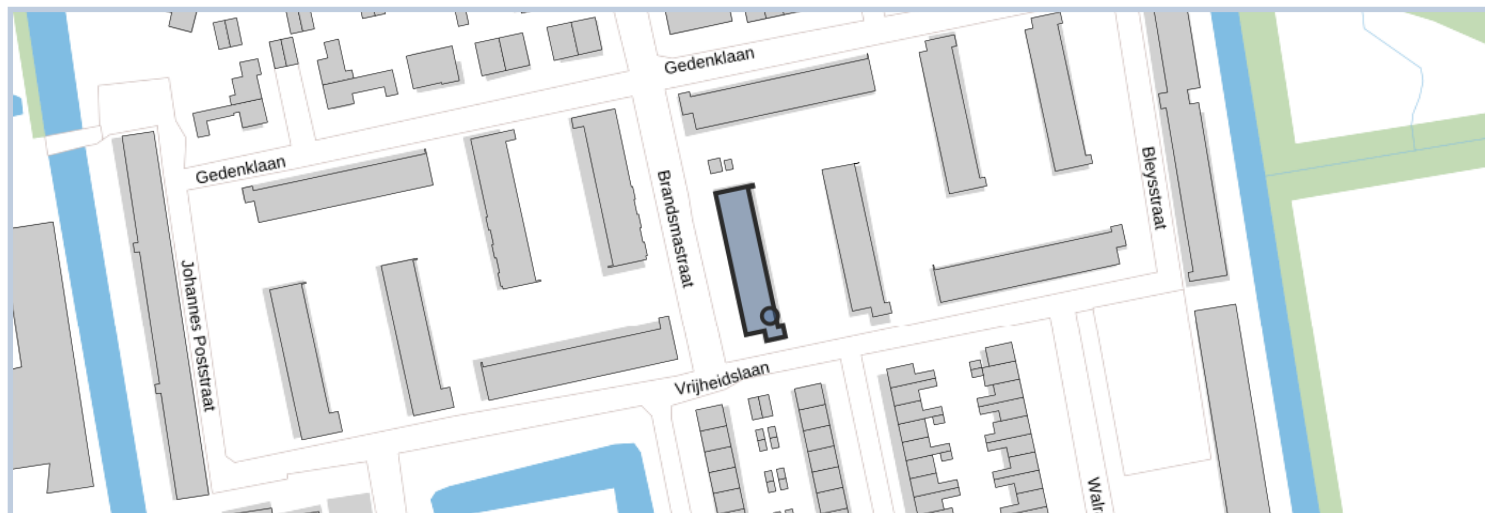 Gedenklaan
Gedenklaan
Bleysstraat
Brandsmastraat
Johannes Poststraat
Vrijheidslaan